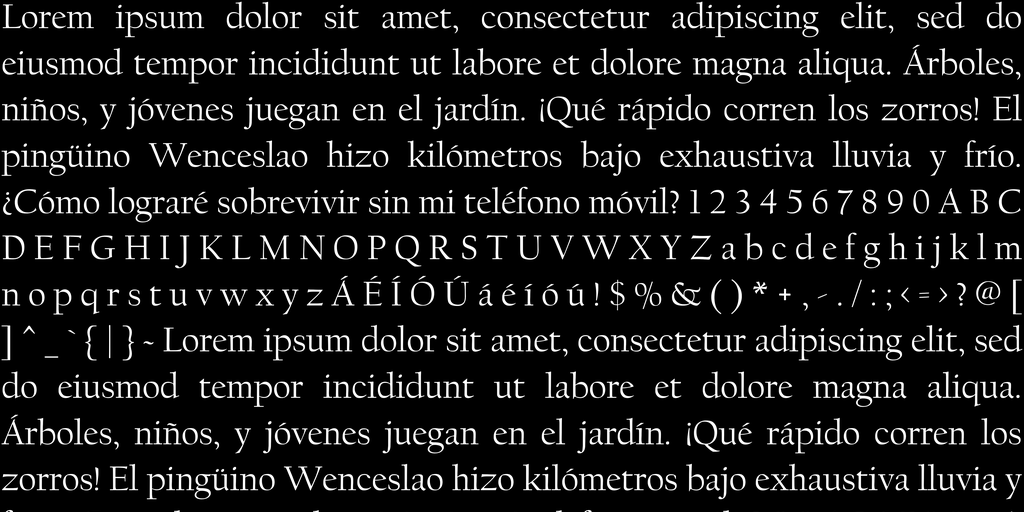 Lorem ipsum dolor sit amet, consectetur adipiscing elit, sed do
eiusmod tempor incididunt ut labore et dolore magna aliqua. Árboles,
niños, y jóvenes juegan en el jardín. ¡Qué rápido corren los zorros! El
pingüino Wenceslao hizo kilómetros bajo exhaustiva lluvia y frío.
¿Cómo lograré sobrevivir sin mi teléfono móvil? 1 2 3 4 5 6 7 8 9 0 A B C
D E F G H I J K L M N O P Q R S T U V W X Y Z a b c d e f g h i j k l m
n o p q r s t u v w x y z Á É Í Ó Ú á é í ó ú ! $ % & ( ) * + , - . / : ; < = > ? @ [
] ^ _ ` { | } ~ Lorem ipsum dolor sit amet, consectetur adipiscing elit, sed
do eiusmod tempor incididunt ut labore et dolore magna aliqua.
Árboles, niños, y jóvenes juegan en el jardín. ¡Qué rápido corren los
zorros! El pingüino Wenceslao hizo kilómetros bajo exhaustiva lluvia y